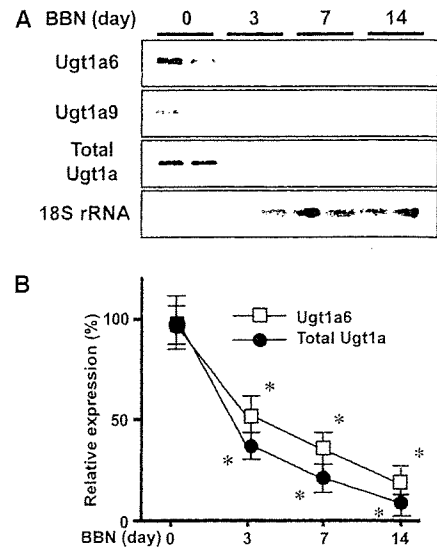 A BBN (day) 0 3 7 14
Ugt1a6
Ugt1a9
Total
Ugt1a
18S rRNA
B
Relative expression (%)
100
50
0
Ugt1a6
Total Ugt1a
*
*
*
*
*
*
BBN (day) 0 3 7 14